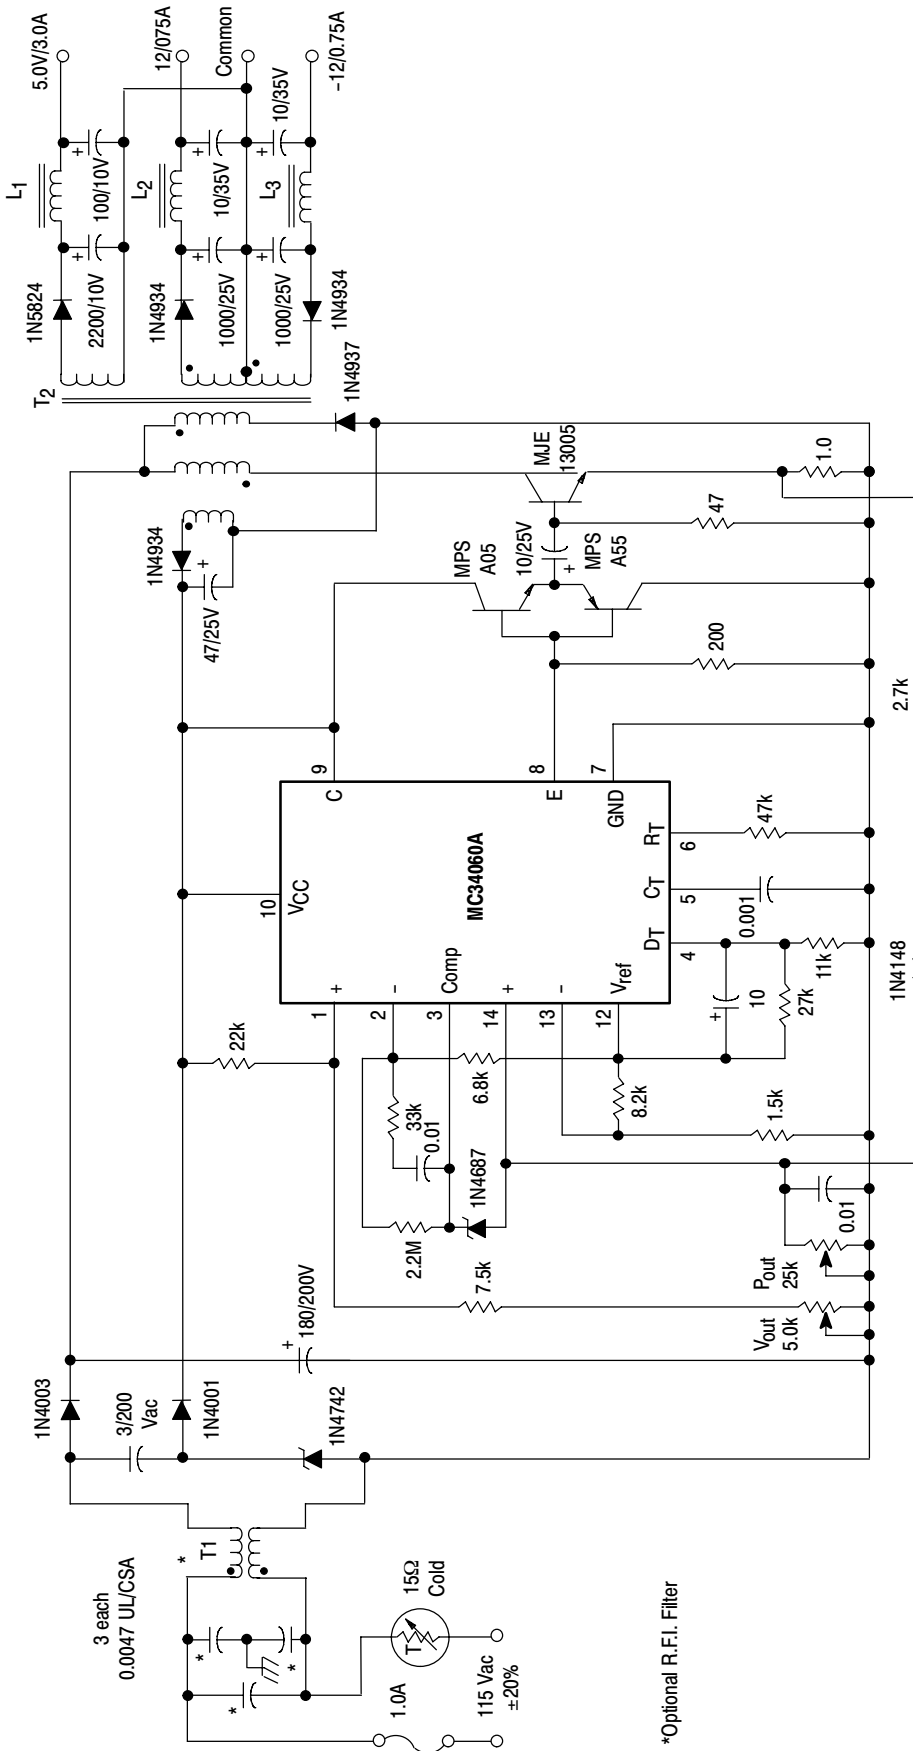 T2
1N5824
L1
5.0V/3.0A
2200/10V
100/10V
1N4934
L2
12/075A
1000/25V
10/35V
Common
1000/25V
L3
10/35V
1N4934
-12/0.75A
1N4937
1N4934
47/25V
MPS
A05
10/25V
MPS
A55
MJE
13005
47
1.0
200
2.7k
1N4148
10
VCC
9
C
8
E
7
GND
MC34060A
1
+
2
-
3
Comp
14
+
13
-
12
Vref
DT
4
CT
5
RT
6
47k
0.001
11k
27k
10
+
22k
33k
0.01
6.8k
8.2k
1.5k
2.2M
1N4687
7.5k
Pout
25k
0.01
Vout
5.0k
180/200V
+
1N4003
3/200
Vac
1N4001
1N4742
3 each
0.0047 UL/CSA
*
T1
*
*
*
T
15Ω
Cold
1.0A
115 Vac
±20%
*Optional R.F.I. Filter